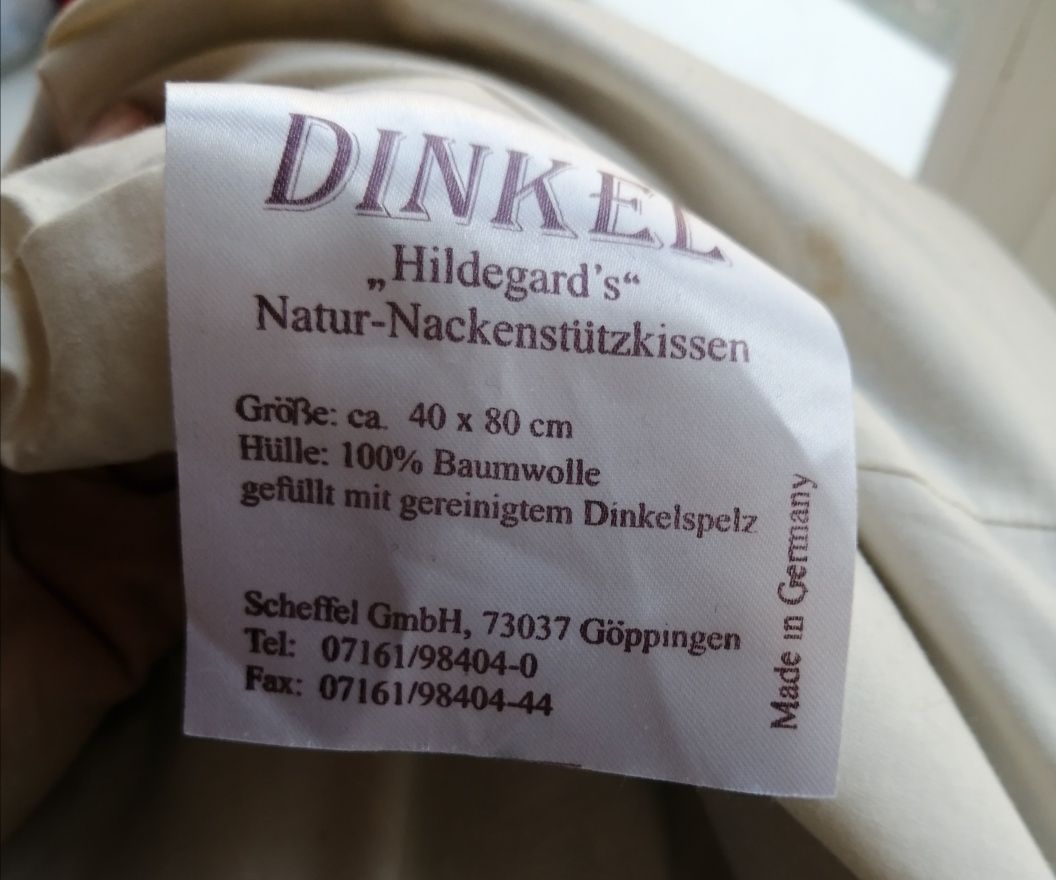 DINKEL
„Hildegard's“
Natur-Nackenstützkissen
Größe: ca. 40 x 80 cm
Hülle: 100% Baumwolle
gefüllt mit gereinigtem Dinkelspelz
Scheffel GmbH, 73037 Göppingen
Tel: 07161/98404-0
Fax: 07161/98404-44
Made in Germany